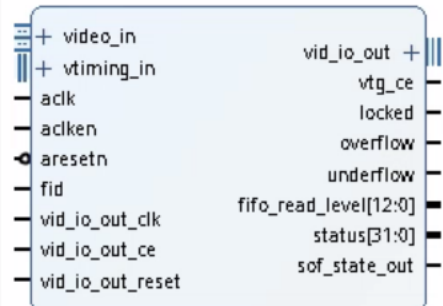 + video_in
+ vtiming_in
aclk
aclken
aresetn
fid
vid_io_out_clk
vid_io_out_ce
vid_io_out_reset
vid_io_out +
vtg_ce
locked
overflow
underflow
fifo_read_level[12:0]
status[31:0]
sof_state_out